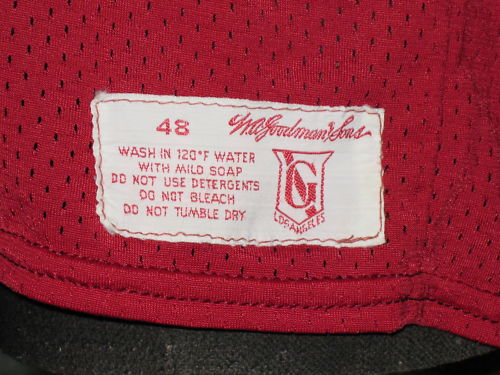 48
Mc.Goodman & Sons
WASH IN 120°F WATER
WITH MILD SOAP
DO NOT USE DETERGENTS
DO NOT BLEACH
DO NOT TUMBLE DRY
G
LOS ANGELES